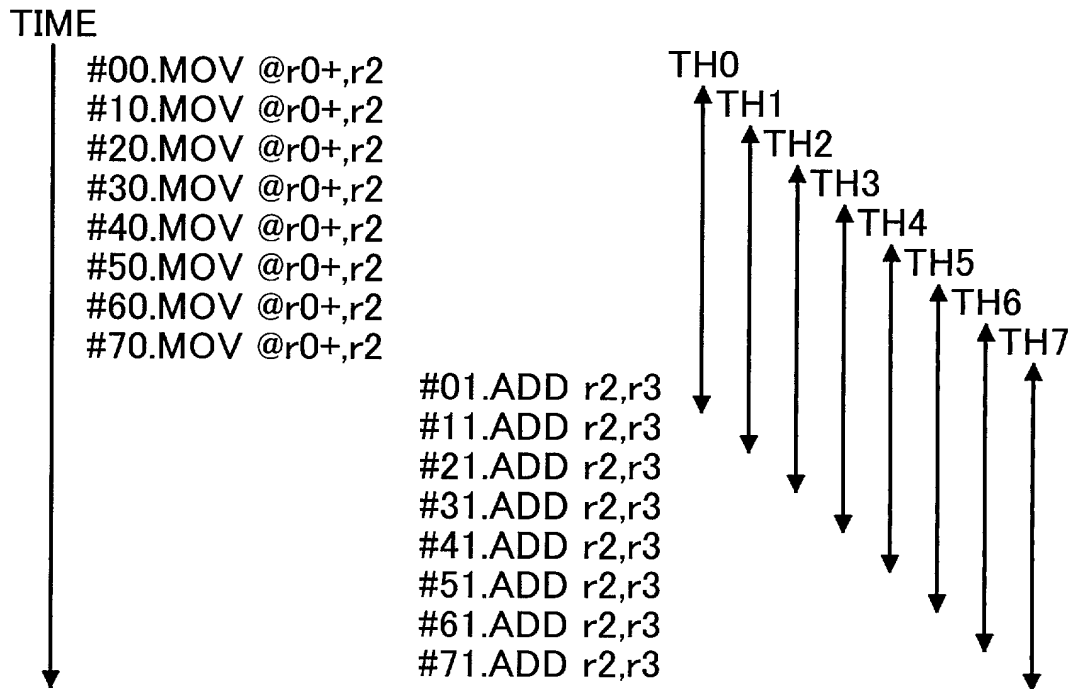 TIME
#00.MOV @r0+,r2
#10.MOV @r0+,r2
#20.MOV @r0+,r2
#30.MOV @r0+,r2
#40.MOV @r0+,r2
#50.MOV @r0+,r2
#60.MOV @r0+,r2
#70.MOV @r0+,r2
#01.ADD r2,r3
#11.ADD r2,r3
#21.ADD r2,r3
#31.ADD r2,r3
#41.ADD r2,r3
#51.ADD r2,r3
#61.ADD r2,r3
#71.ADD r2,r3
TH0
TH1
TH2
TH3
TH4
TH5
TH6
TH7